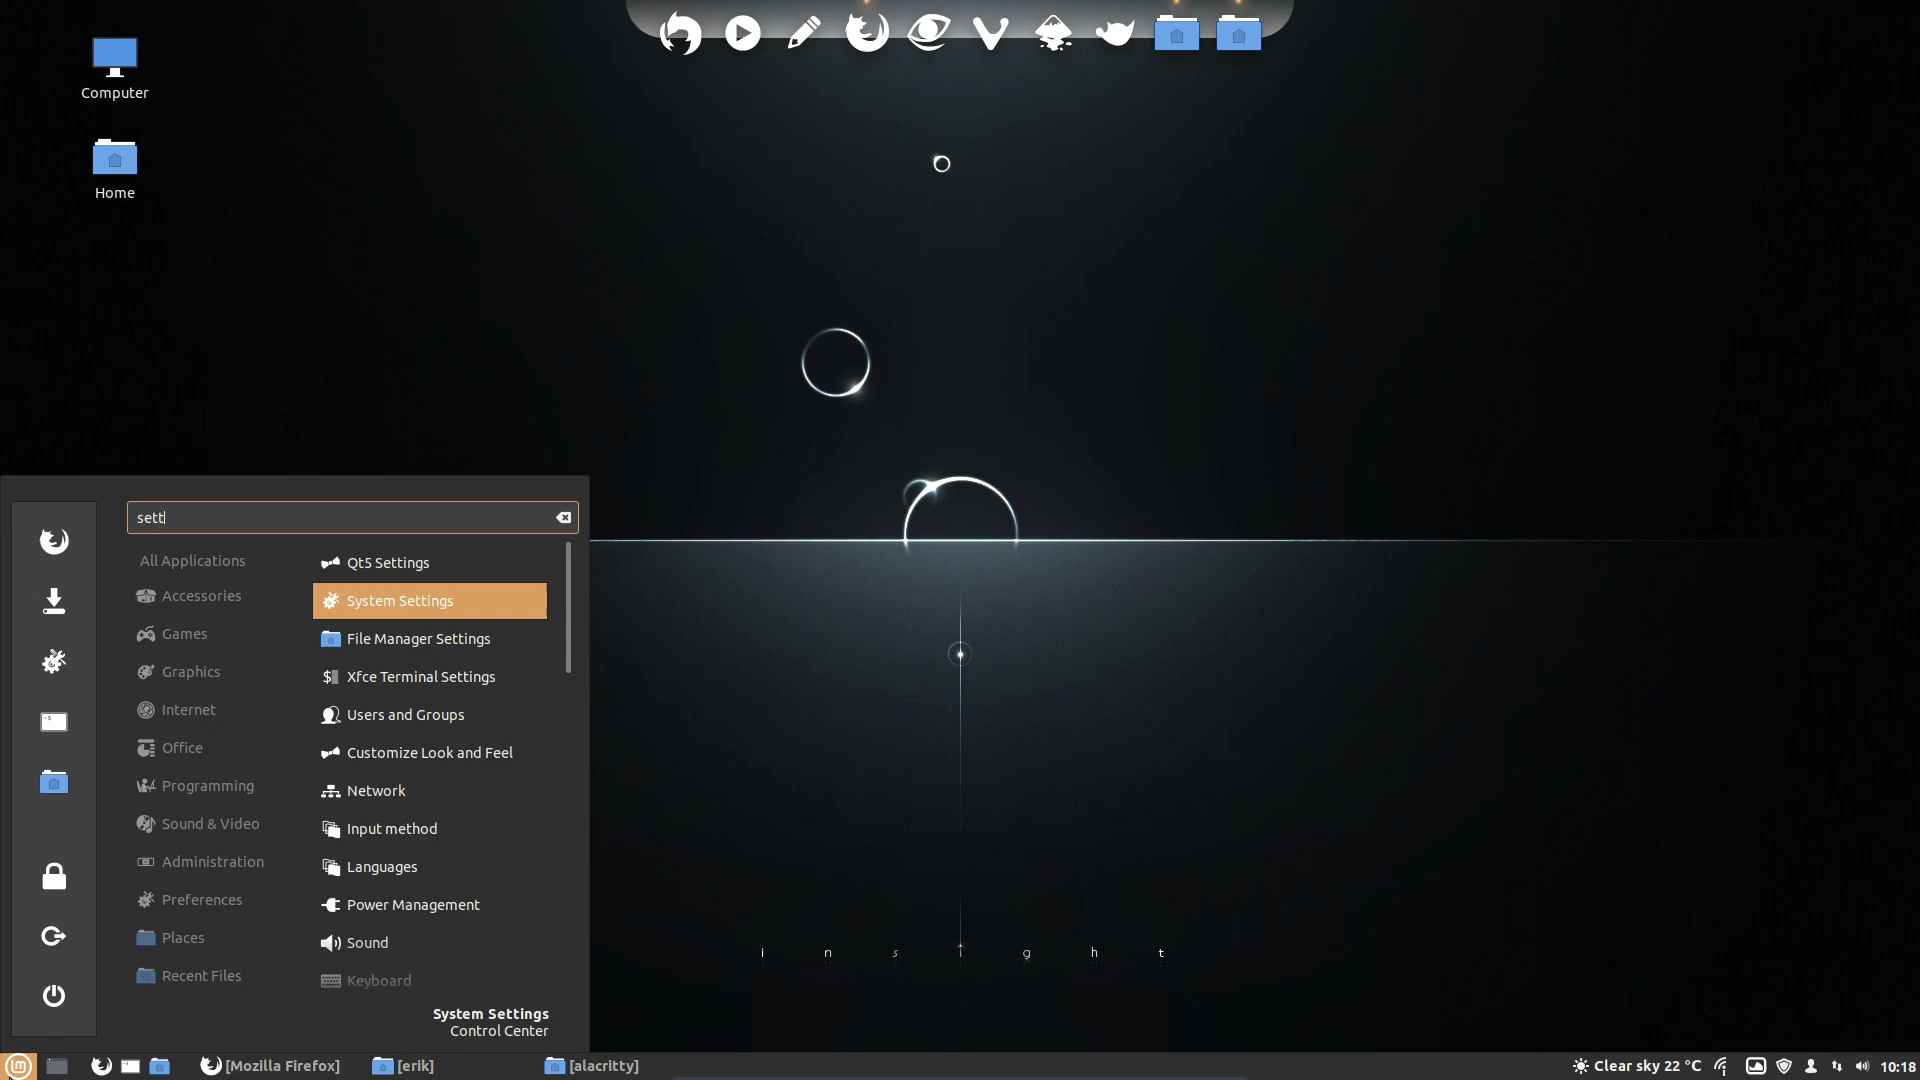 Computer
Home
sett
All Applications
Accessories
Games
Graphics
Internet
Office
Programming
Sound & Video
Administration
Preferences
Places
Recent Files
Qt5 Settings
System Settings
File Manager Settings
Xfce Terminal Settings
Users and Groups
Customize Look and Feel
Network
Input method
Languages
Power Management
Sound
Keyboard
System Settings
Control Center
i n s i g h t
[Mozilla Firefox]
[erik]
[alacritty]
Clear sky 22 °C
10:18